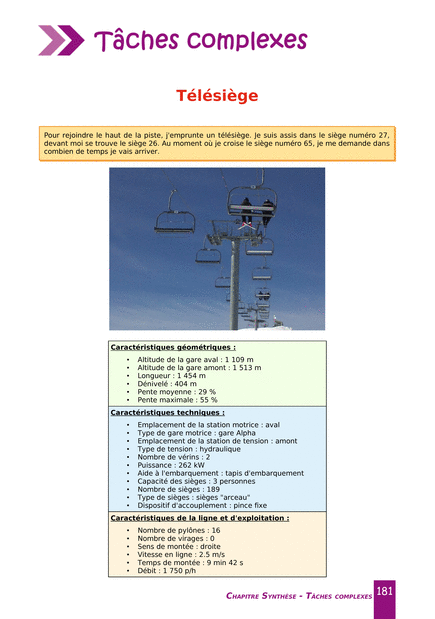 Tâches complexes
Télésiège
Pour rejoindre le haut de la piste, j'emprunte un télésiège. Je suis assis dans le siège numéro 27,
devant moi se trouve le siège 26. Au moment où je croise le siège numéro 65, je me demande dans
combien de temps je vais arriver.
Caractéristiques géométriques :
• Altitude de la gare aval : 1 109 m
• Altitude de la gare amont : 1 513 m
• Longueur : 1 454 m
• Dénivelé : 404 m
• Pente moyenne : 29 %
• Pente maximale : 55 %
Caractéristiques techniques :
• Emplacement de la station motrice : aval
• Type de gare motrice : gare Alpha
• Emplacement de la station de tension : amont
• Type de tension : hydraulique
• Nombre de vérins : 2
• Puissance : 262 kW
• Aide à l'embarquement : tapis d'embarquement
• Capacité des sièges : 3 personnes
• Nombre de sièges : 189
• Type de sièges : sièges "arceau"
• Dispositif d'accouplement : pince fixe
Caractéristiques de la ligne et d'exploitation :
• Nombre de pylônes : 16
• Nombre de virages : 0
• Sens de montée : droite
• Vitesse en ligne : 2.5 m/s
• Temps de montée : 9 min 42 s
• Débit : 1 750 p/h
Chapitre Synthèse - Tâches complexes 181